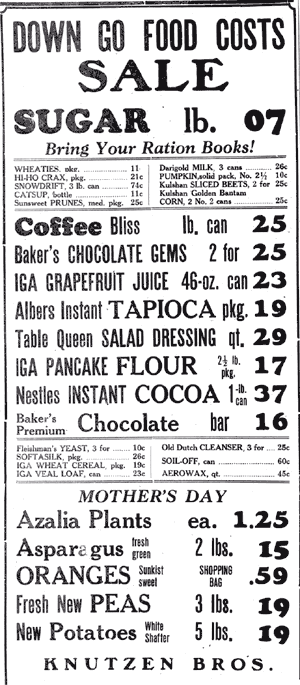 DOWN GO FOOD COSTS
SALE
SUGAR lb. 07
Bring Your Ration Books!
WHEATIES, pkg. 11
HI-HO CRAX, pkg. 21c
SNOWDRIFT, 3 lb. can 74c
CATSUP, bottle 11c
Sunsweet PRUNES, med. pkg. 25c
Darigold MILK, 3 cans 26c
PUMPKIN, solid pack, No. 2½ 10c
Kulshan SLICED BEETS, 2 for 25c
Kulshan Golden Bantam
CORN, 2 No. 2 cans 25c
Coffee Bliss lb. can 25
Baker's CHOCOLATE GEMS 2 for 25
IGA GRAPEFRUIT JUICE 46-oz. can 23
Albers Instant TAPIOCA pkg. 19
Table Queen SALAD DRESSING qt. 29
IGA PANCAKE FLOUR 2½ lb. pkg. 17
Nestles INSTANT COCOA 1-lb. can 37
Baker's Premium Chocolate bar 16
Fleishman's YEAST, 3 for 10c
SOFTASILK, pkg. 26c
IGA WHEAT CEREAL, pkg. 19c
IGA VEAL LOAF, can 23c
Old Dutch CLEANSER, 3 for 25c
SOIL-OFF, can 60c
AEROWAX, qt. 45c
MOTHER'S DAY
Azalia Plants ea. 1.25
Asparagus fresh green 2 lbs. 15
ORANGES Sunkist sweet SHOPPING BAG .59
Fresh New PEAS 3 lbs. 19
New Potatoes White Shafter 5 lbs. 19
KNUTZEN BROS.